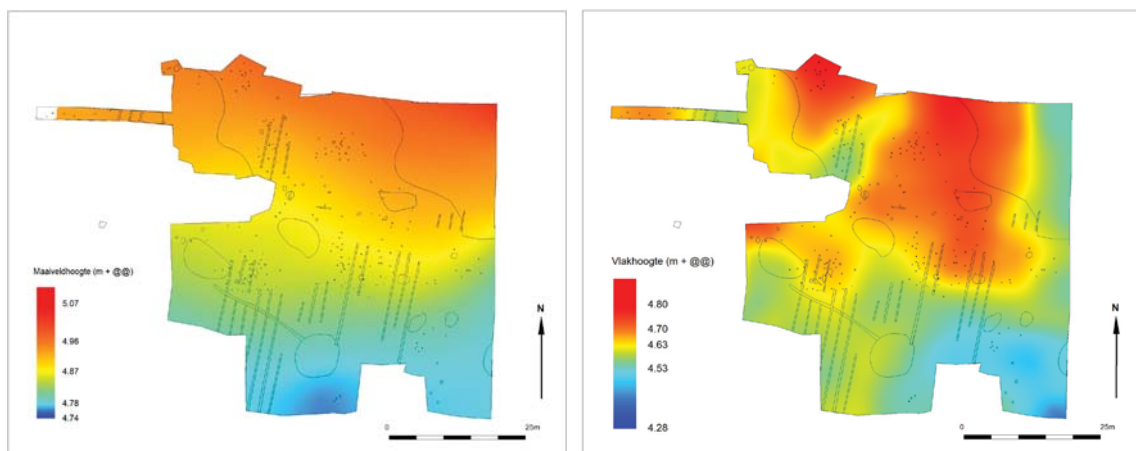 Maaiveldhoogte (m + @@)
5.07
4.96
4.87
4.78
4.74
N
0 25m
Vlakhoogte (m + @@)
4.80
4.70
4.63
4.53
4.28
N
0 25m